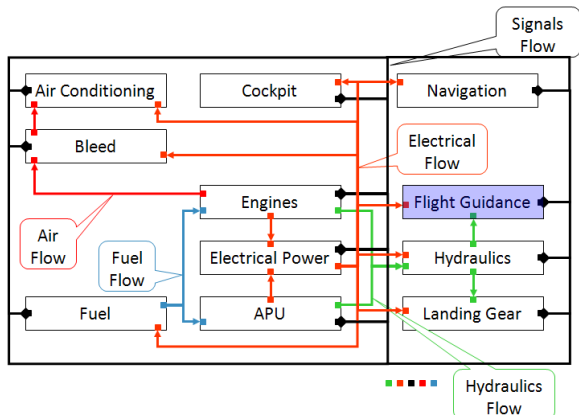 Signals
Flow
Air Conditioning
Cockpit
Navigation
Bleed
Electrical
Flow
Engines
Flight Guidance
Air
Flow
Fuel
Flow
Electrical Power
Hydraulics
Fuel
APU
Landing Gear
Hydraulics
Flow